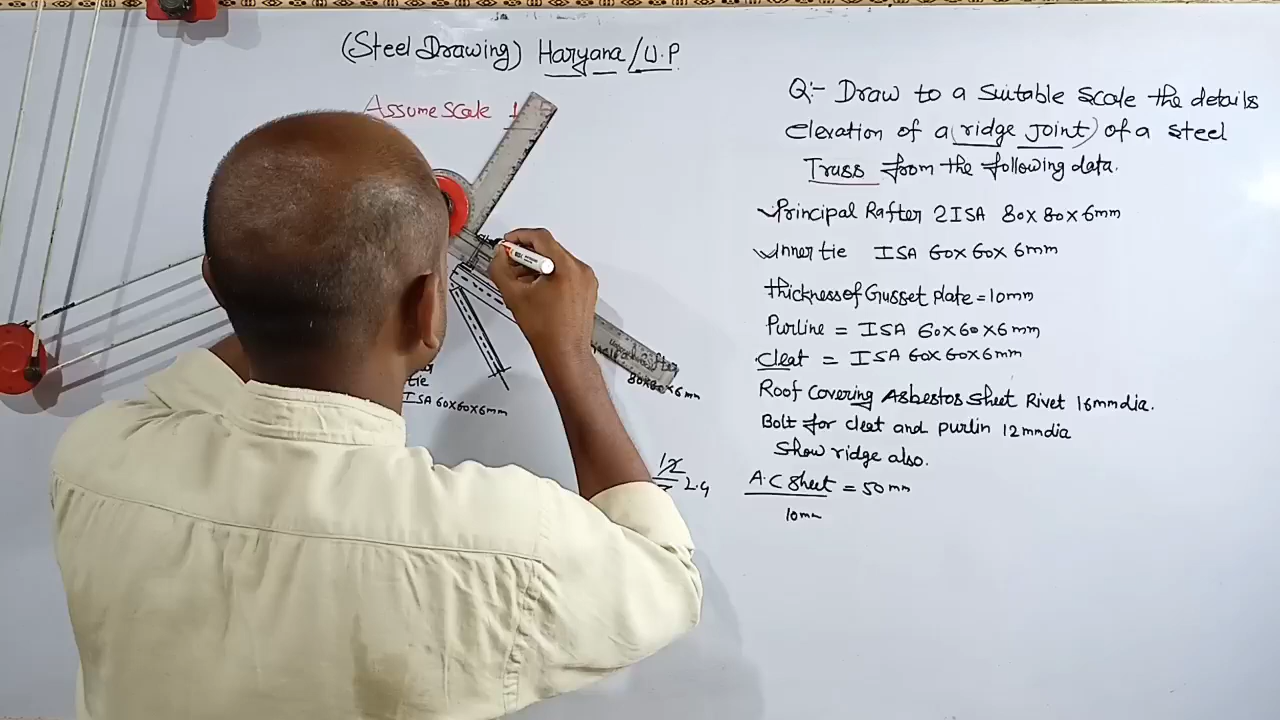 (Steel Drawing) Haryana / U.P
Assume scale 1
Q:- Draw to a suitable scale the details
elevation of a (ridge joint) of a steel
Truss from the following data.
Principal Rafter 2ISA 80x80x6mm
Inner tie ISA 60x60x6mm
thickness of Gusset plate = 10mm
Purline = ISA 60x60x6mm
Cleat = ISA 60x60x6mm
Roof Covering Asbestos sheet Rivet 16mm dia.
Bolt for cleat and purlin 12mm dia
Show ridge also.
A.C Sheet = 50mm
10mm
80x80x6mm
tie
ISA 60x60x6mm